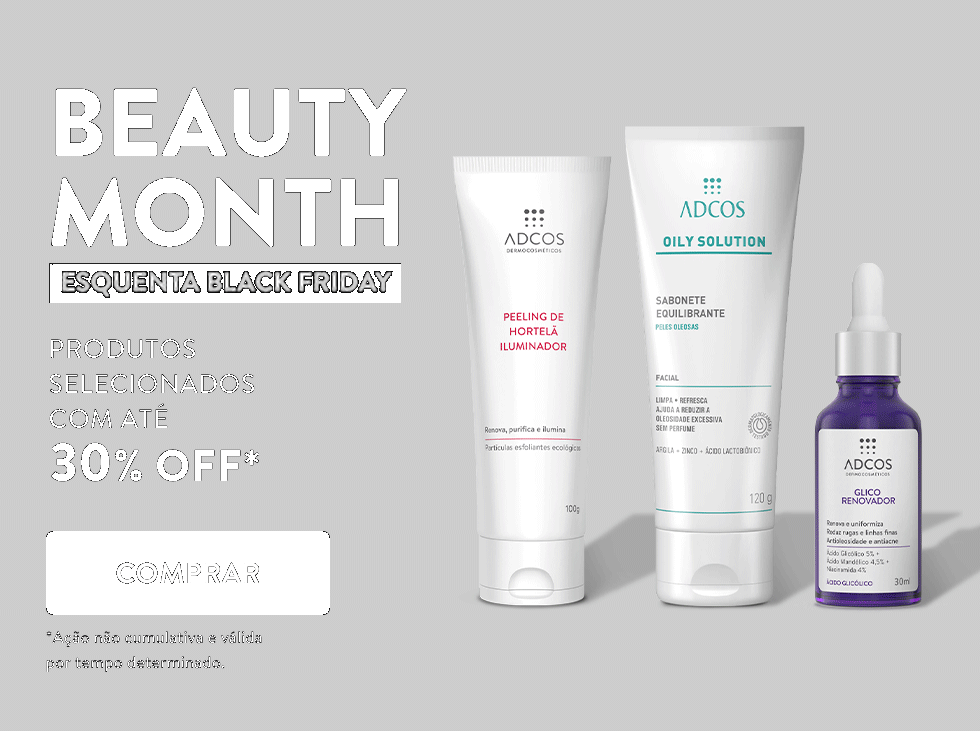 BEAUTY
MONTH
ESQUENTA BLACK FRIDAY
PRODUTOS
SELECIONADOS
COM ATÉ
30% OFF*
COMPRAR
*Ação não cumulativa e válida
por tempo determinado.
ADCOS
DERMOCOSMÉTICOS
PEELING DE
HORTELÃ
ILUMINADOR
Renova, purifica e ilumina
Partículas esfoliantes ecológicas
100g
ADCOS
OILY SOLUTION
SABONETE
EQUILIBRANTE
PELES OLEOSAS
FACIAL
LIMPA • REFRESCA
AJUDA A REDUZIR A
OLEOSIDADE EXCESSIVA
SEM PERFUME
ARGILA + ZINCO + ÁCIDO LACTOBIÔNICO
120 g
ADCOS
DERMOCOSMÉTICOS
GLICO
RENOVADOR
Renova e uniformiza
Reduz rugas e linhas finas
Antioleosidade e antiacne
Ácido Glicólico 5% +
Ácido Mandélico 4,5% +
Niacinamida 4%
ÁCIDO GLICÓLICO
30ml